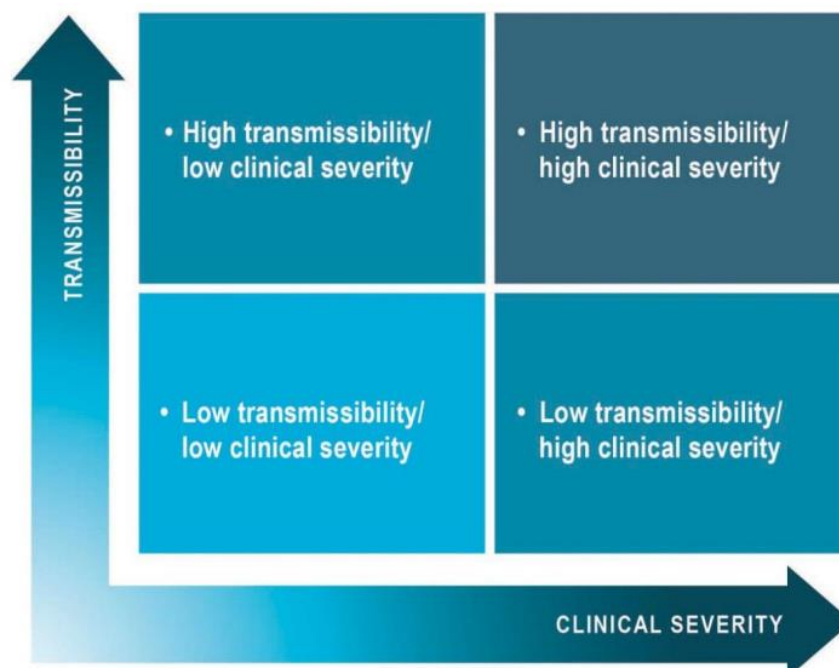 TRANSMISSIBILITY
• High transmissibility/
low clinical severity
• High transmissibility/
high clinical severity
• Low transmissibility/
low clinical severity
• Low transmissibility/
high clinical severity
CLINICAL SEVERITY